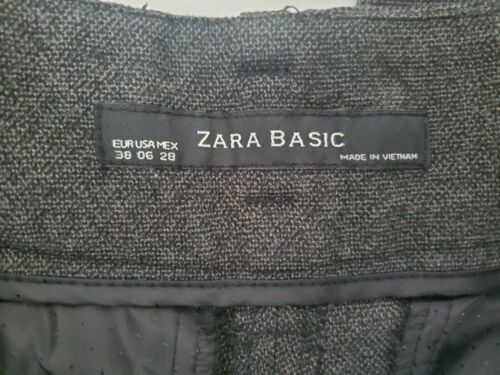 EUR USA MEX
38 06 28
ZARA BASIC
MADE IN VIETNAM